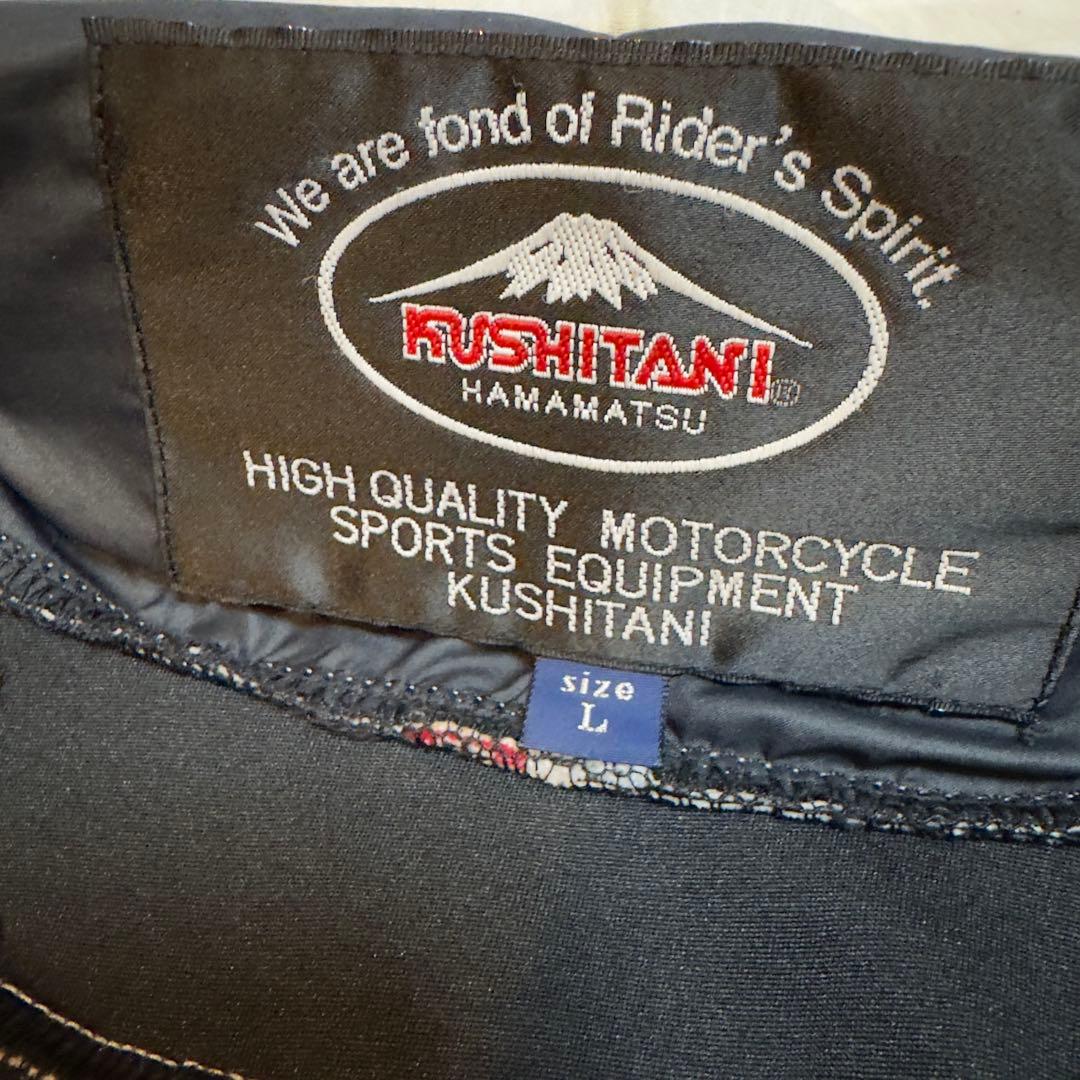 We are fond of Rider's Spirit.
KUSHITANI®
HAMAMATSU
HIGH QUALITY MOTORCYCLE
SPORTS EQUIPMENT
KUSHITANI
size
L